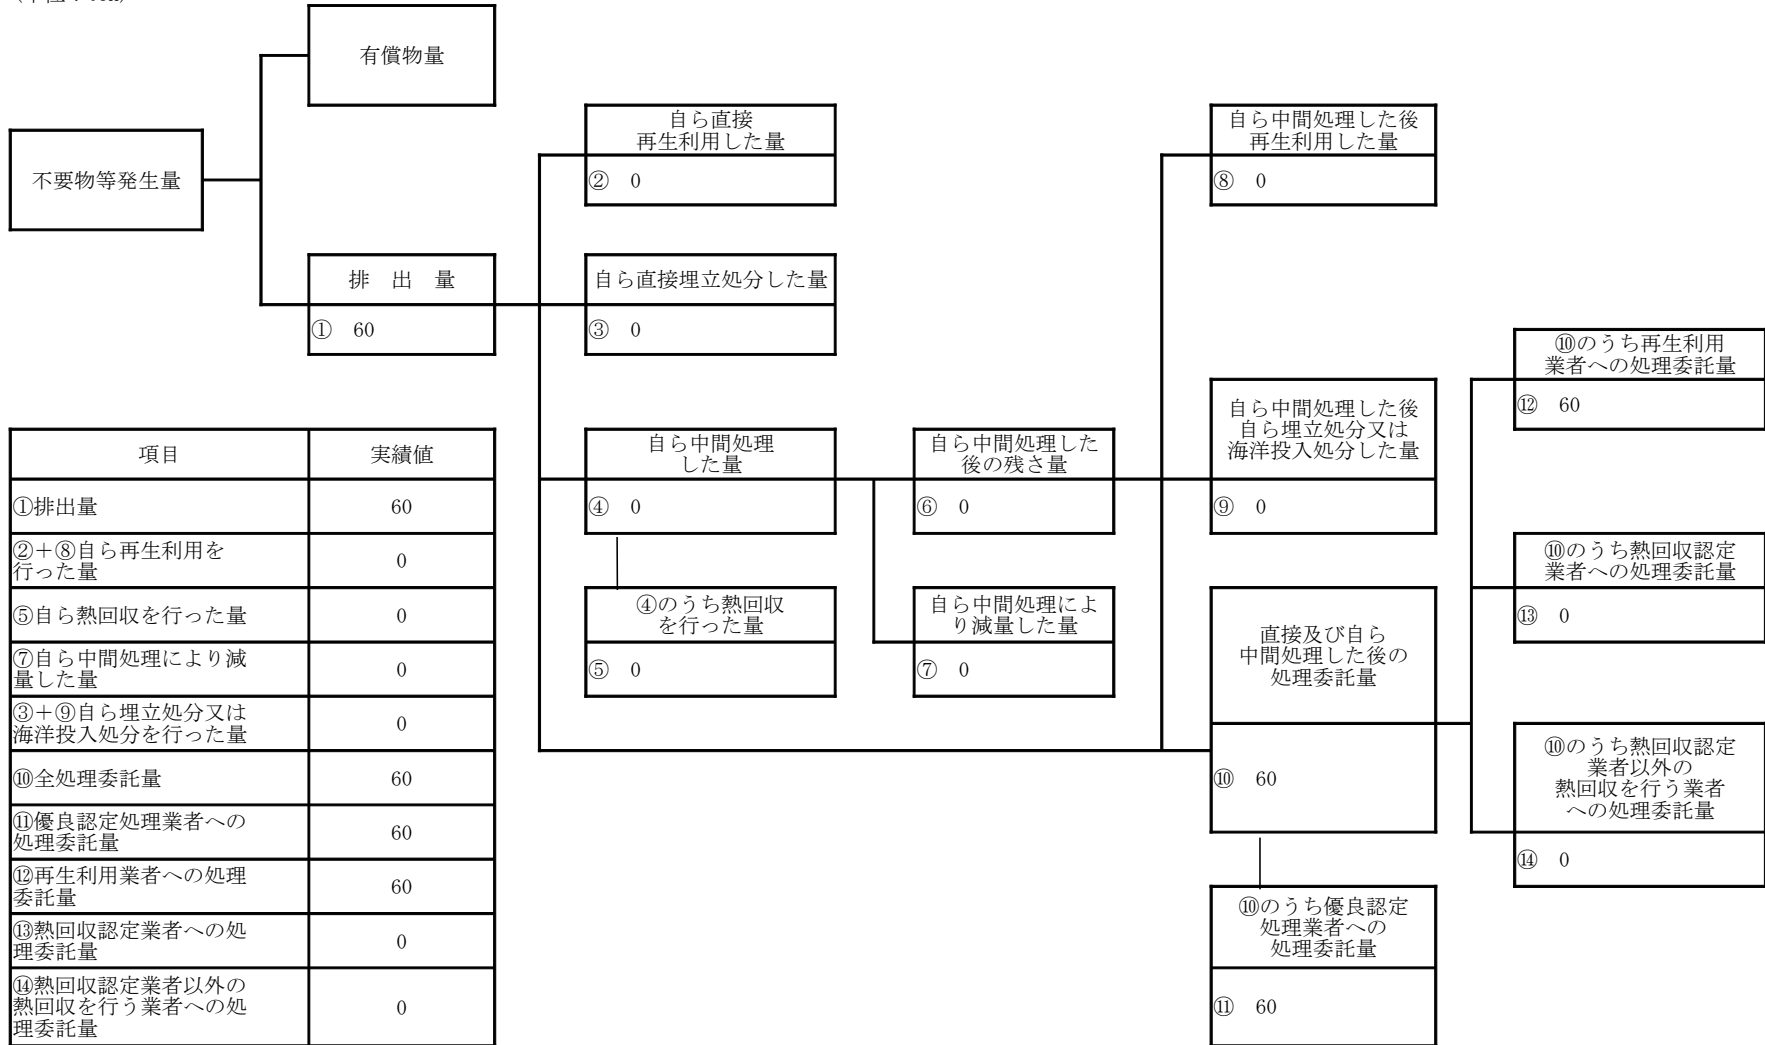 有償物量
不要物等発生量
排　出　量
①　60
自ら直接
再生利用した量
②　0
自ら直接埋立処分した量
③　0
自ら中間処理
した量
④　0
④のうち熱回収
を行った量
⑤　0
自ら中間処理した
後の残さ量
⑥　0
自ら中間処理によ
り減量した量
⑦　0
自ら中間処理した後
再生利用した量
⑧　0
自ら中間処理した後
自ら埋立処分又は
海洋投入処分した量
⑨　0
直接及び自ら
中間処理した後の
処理委託量
⑩　60
⑩のうち優良認定
処理業者への
処理委託量
⑪　60
⑩のうち再生利用
業者への処理委託量
⑫　60
⑩のうち熱回収認定
業者への処理委託量
⑬　0
⑩のうち熱回収認定
業者以外の
熱回収を行う業者
への処理委託量
⑭　0
項目　実績値
①排出量　60
②＋⑧自ら再生利用を
行った量　0
⑤自ら熱回収を行った量　0
⑦自ら中間処理により減
量した量　0
③＋⑨自ら埋立処分又は
海洋投入処分を行った量　0
⑩全処理委託量　60
⑪優良認定処理業者への
処理委託量　60
⑫再生利用業者への処理
委託量　60
⑬熱回収認定業者への処
理委託量　0
⑭熱回収認定業者以外の
熱回収を行う業者への処
理委託量　0